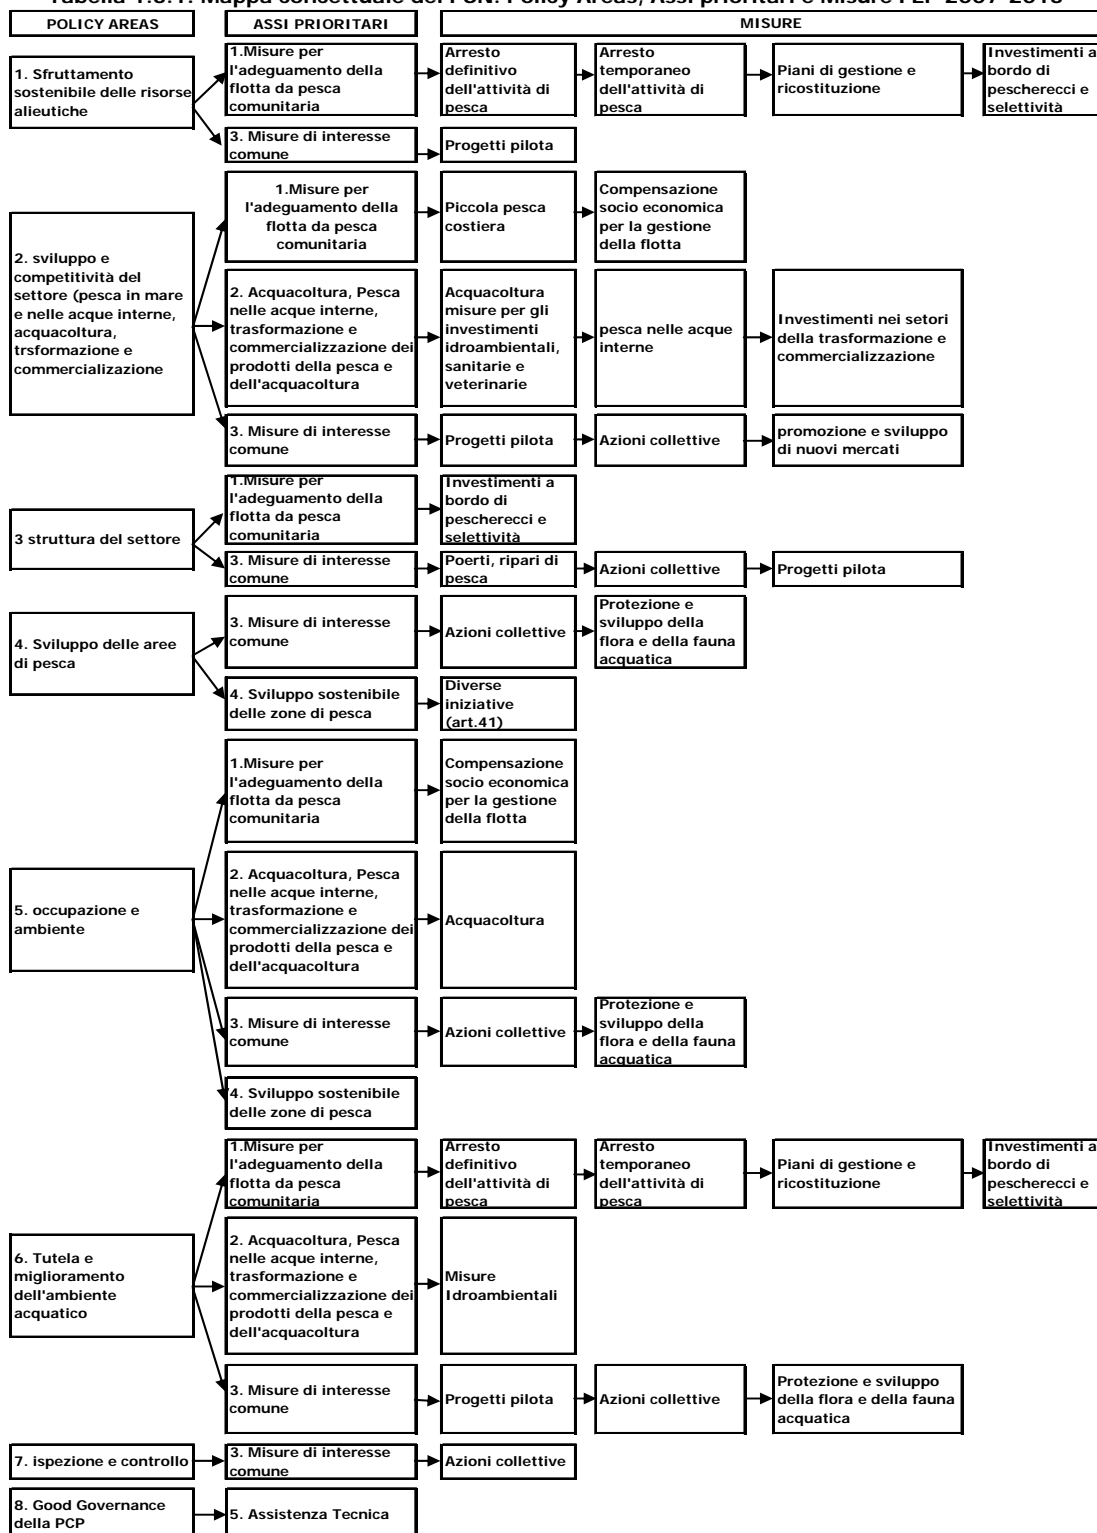 Tabella 1.5.1. Mappa concettuale del PSN: Policy Areas, Assi prioritari e Misure FEP 2007-2013
POLICY AREAS
ASSI PRIORITARI
MISURE
1. Sfruttamento
sostenibile delle risorse
alieutiche
1.Misure per
l'adeguamento della
flotta da pesca
comunitaria
Arresto
definitivo
dell'attività di
pesca
Arresto
temporaneo
dell'attività di
pesca
Piani di gestione e
ricostituzione
Investimenti a
bordo di
pescherecci e
selettività
3. Misure di interesse
comune
Progetti pilota
2. sviluppo e
competitività del
settore (pesca in mare
e nelle acque interne,
acquacoltura,
trsformazione e
commercializazione
1.Misure per
l'adeguamento della
flotta da pesca
comunitaria
Piccola pesca
costiera
Compensazione
socio economica
per la gestione
della flotta
2. Acquacoltura, Pesca
nelle acque interne,
trasformazione e
commercializzazione dei
prodotti della pesca e
dell'acquacoltura
Acquacoltura
misure per gli
investimenti
idroambientali,
sanitarie e
veterinarie
pesca nelle acque
interne
Investimenti nei setori
della trasformazione e
commercializzazione
3. Misure di interesse
comune
Progetti pilota
Azioni collettive
promozione e sviluppo
di nuovi mercati
3 struttura del settore
1.Misure per
l'adeguamento della
flotta da pesca
comunitaria
Investimenti a
bordo di
pescherecci e
selettività
3. Misure di interesse
comune
Poerti, ripari di
pesca
Azioni collettive
Progetti pilota
4. Sviluppo delle aree
di pesca
3. Misure di interesse
comune
Azioni collettive
Protezione e
sviluppo della
flora e della fauna
acquatica
4. Sviluppo sostenibile
delle zone di pesca
Diverse
iniziative
(art.41)
5. occupazione e
ambiente
1.Misure per
l'adeguamento della
flotta da pesca
comunitaria
Compensazione
socio economica
per la gestione
della flotta
2. Acquacoltura, Pesca
nelle acque interne,
trasformazione e
commercializzazione dei
prodotti della pesca e
dell'acquacoltura
Acquacoltura
3. Misure di interesse
comune
Azioni collettive
Protezione e
sviluppo della
flora e della fauna
acquatica
4. Sviluppo sostenibile
delle zone di pesca
6. Tutela e
miglioramento
dell'ambiente
acquatico
1.Misure per
l'adeguamento della
flotta da pesca
comunitaria
Arresto
definitivo
dell'attività di
pesca
Arresto
temporaneo
dell'attività di
pesca
Piani di gestione e
ricostituzione
Investimenti a
bordo di
pescherecci e
selettività
2. Acquacoltura, Pesca
nelle acque interne,
trasformazione e
commercializzazione dei
prodotti della pesca e
dell'acquacoltura
Misure
Idroambientali
3. Misure di interesse
comune
Progetti pilota
Azioni collettive
Protezione e sviluppo
della flora e della fauna
acquatica
7. ispezione e controllo
3. Misure di interesse
comune
Azioni collettive
8. Good Governance
della PCP
5. Assistenza Tecnica